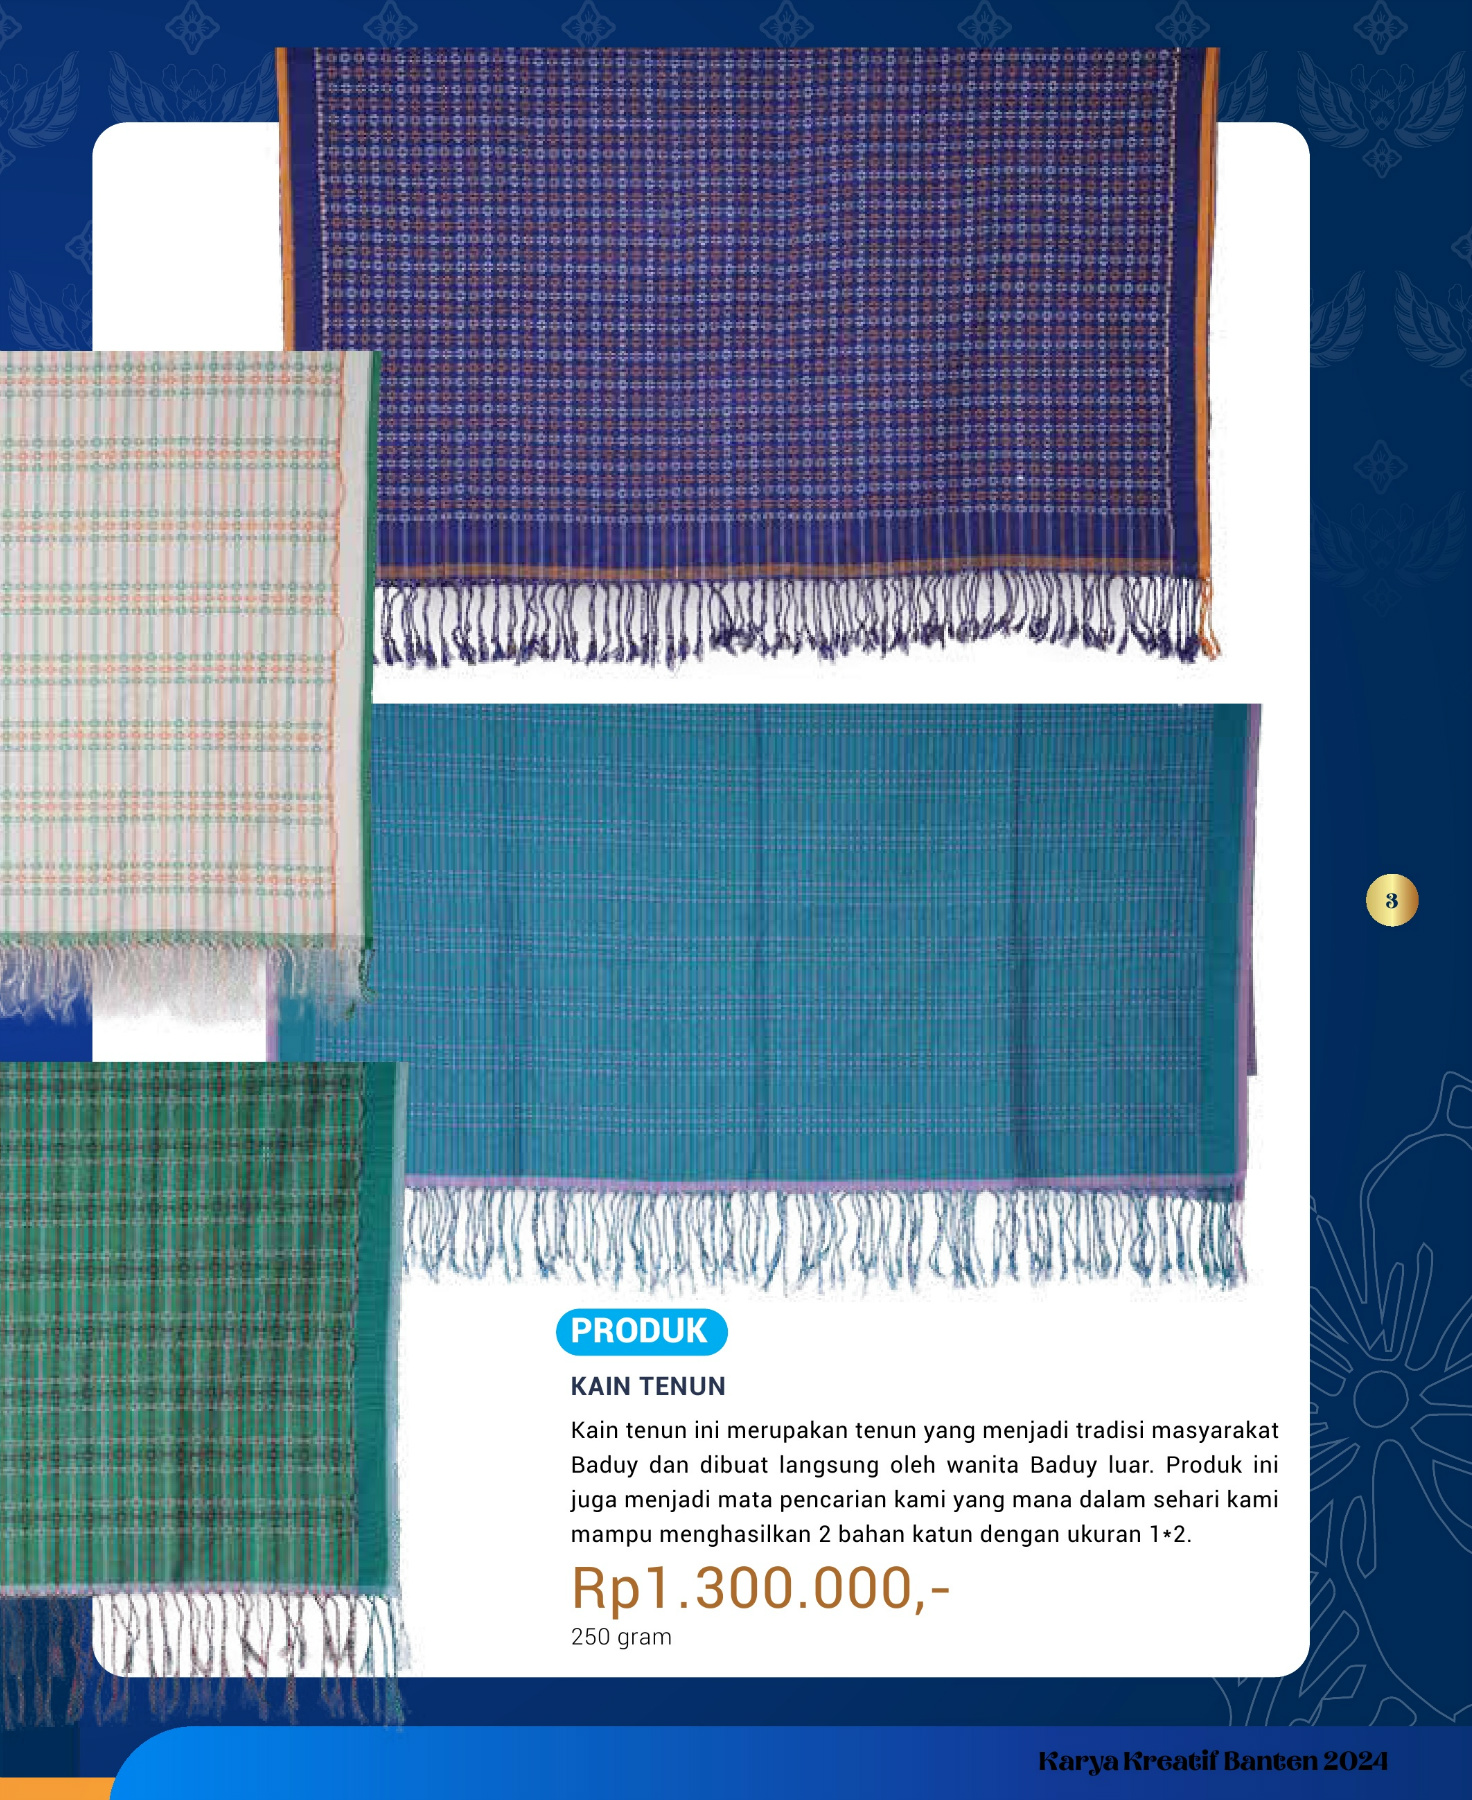 3
PRODUK
KAIN TENUN
Kain tenun ini merupakan tenun yang menjadi tradisi masyarakat
Baduy dan dibuat langsung oleh wanita Baduy luar. Produk ini
juga menjadi mata pencarian kami yang mana dalam sehari kami
mampu menghasilkan 2 bahan katun dengan ukuran 1*2.
Rp1.300.000,-
250 gram
Karya Kreatif Banten 2024